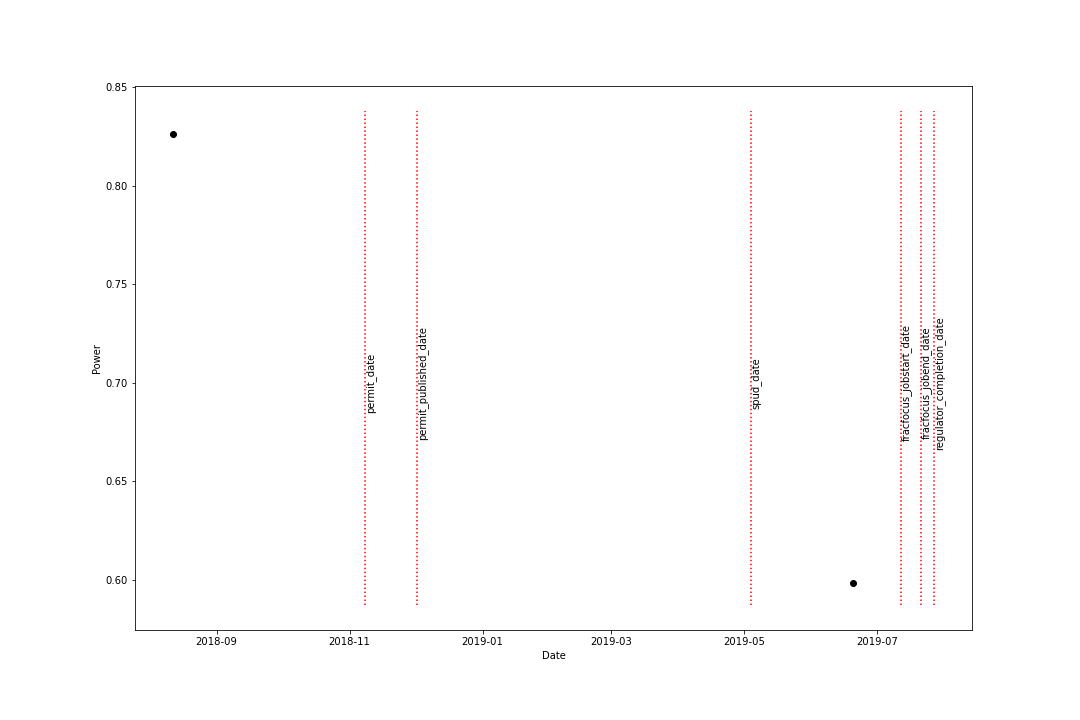 0.85
0.80
0.75
0.70
0.65
0.60
Power
permit_date
permit_published_date
spud_date
fracfocus_jobstart_date
fracfocus_jobend_date
regulator_completion_date
2018-09
2018-11
2019-01
2019-03
2019-05
2019-07
Date